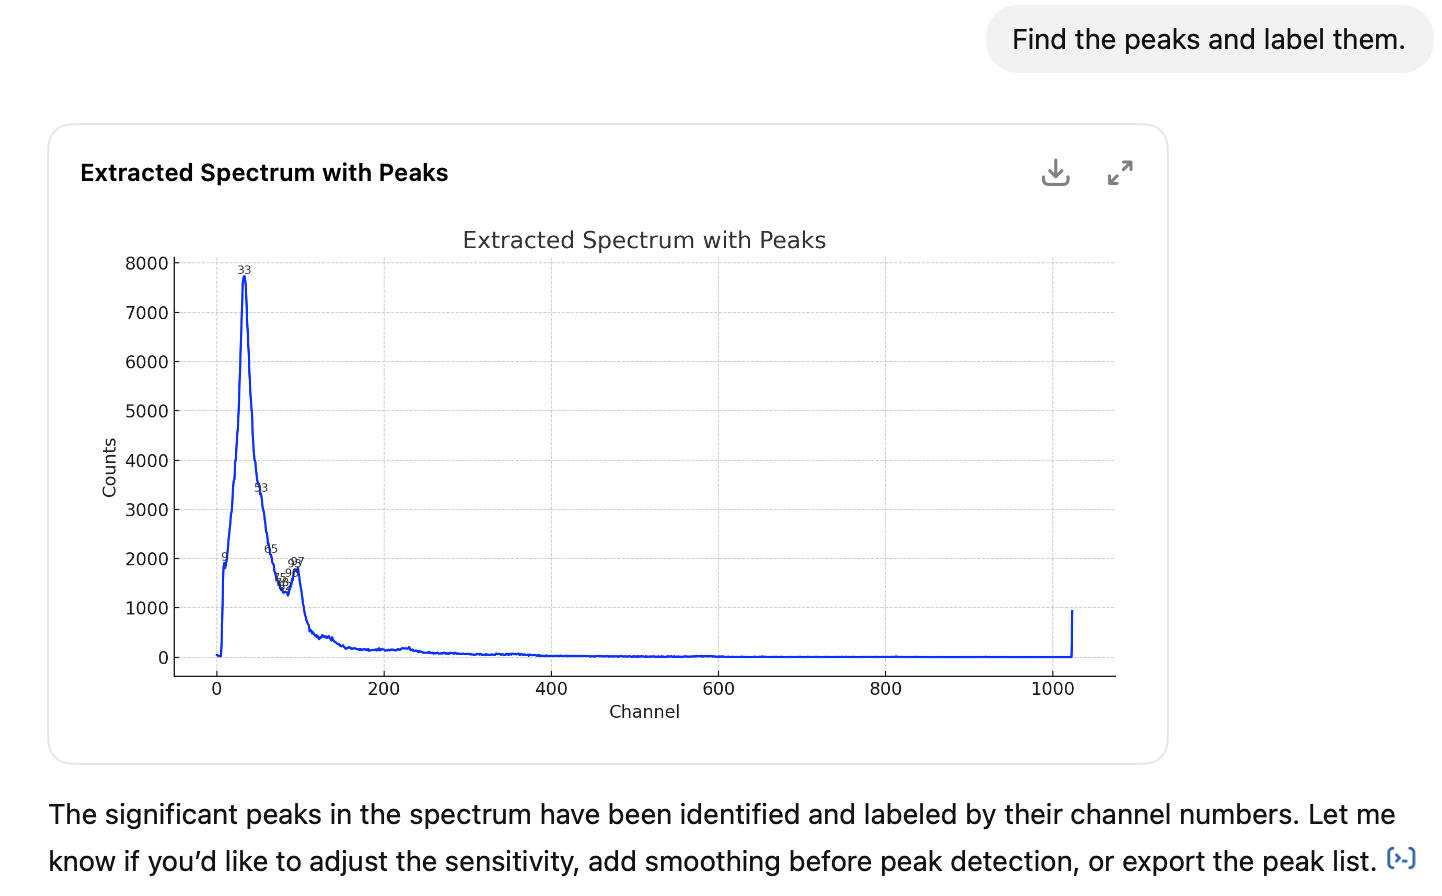 Find the peaks and label them.
Extracted Spectrum with Peaks
Extracted Spectrum with Peaks
8000
7000
6000
5000
4000
3000
2000
1000
0
Counts
33
53
65
9
97
0
200
400
600
800
1000
Channel
The significant peaks in the spectrum have been identified and labeled by their channel numbers. Let me
know if you’d like to adjust the sensitivity, add smoothing before peak detection, or export the peak list.